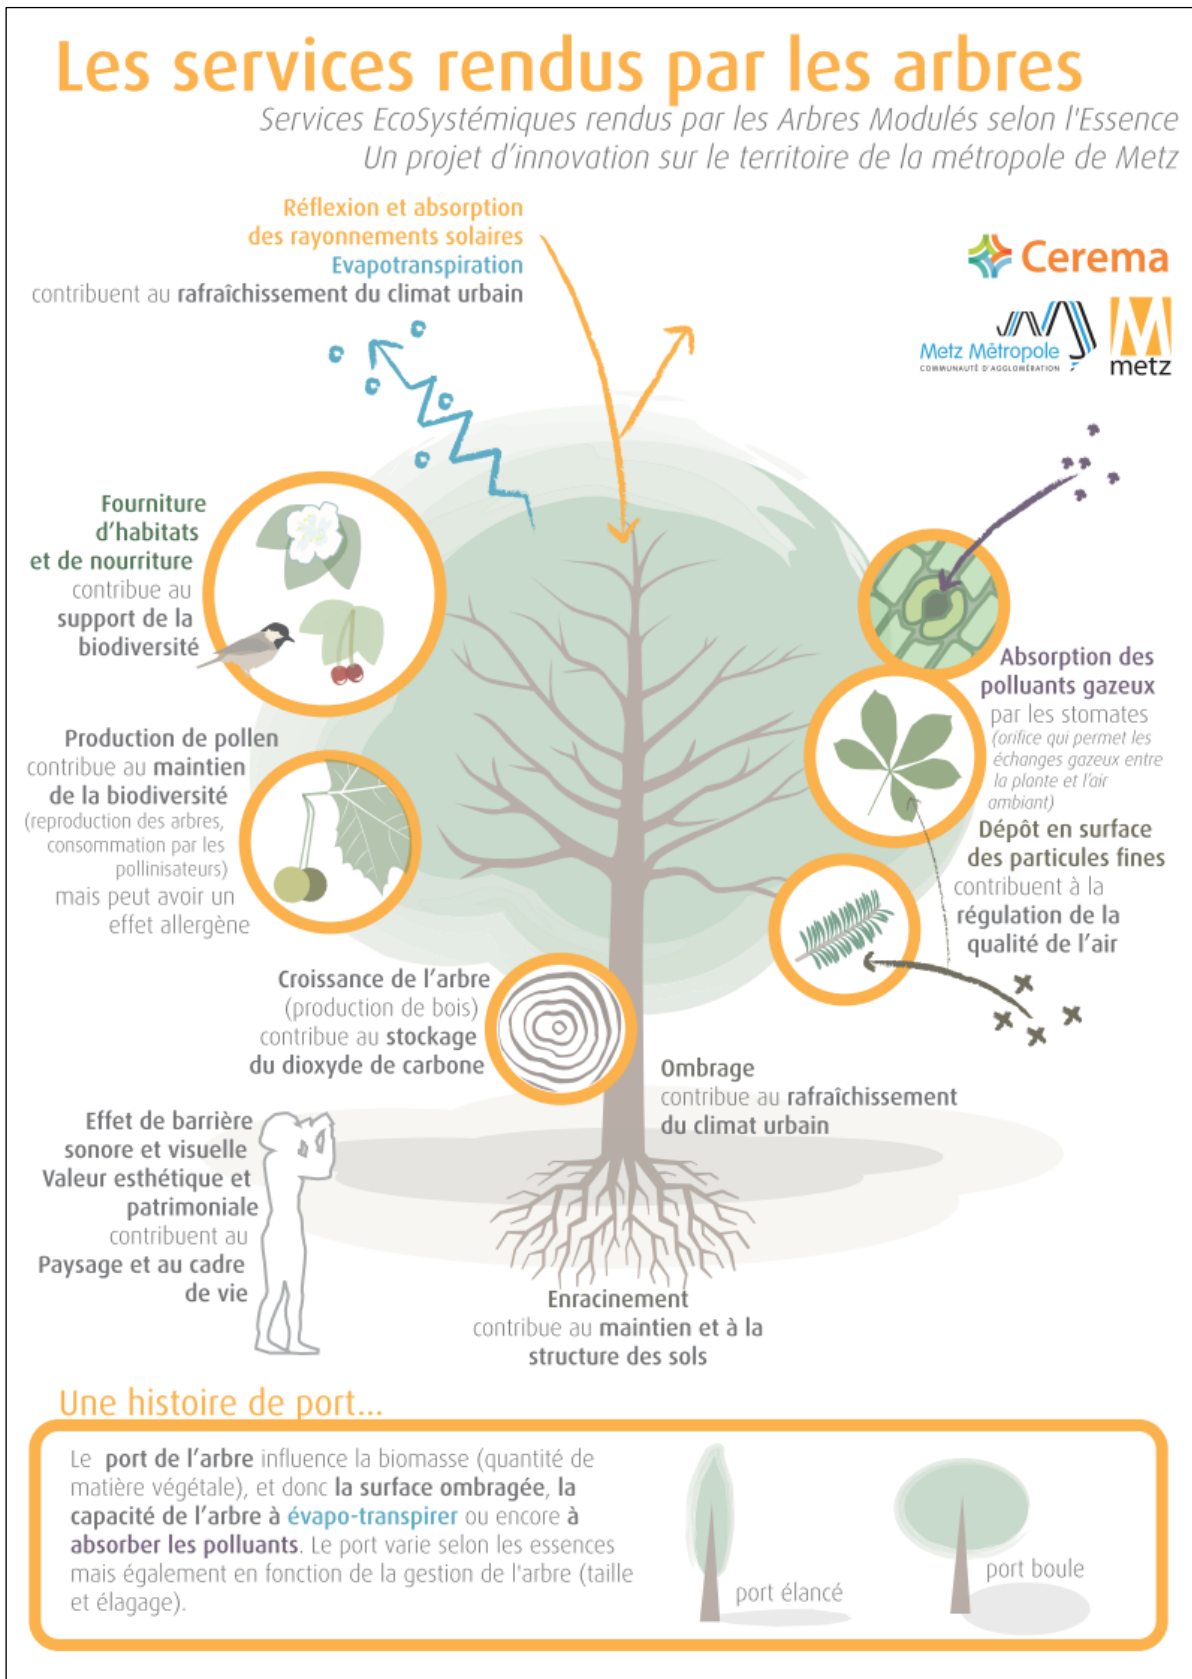 Les services rendus par les arbres
Services EcoSystémiques rendus par les Arbres Modulés selon l'Essence
Un projet d'innovation sur le territoire de la métropole de Metz
Réflexion et absorption
des rayonnements solaires
Evapotranspiration
contribuent au rafraîchissement du climat urbain
Cerema
Metz Métropole
COMMUNAUTÉ D'AGGLOMÉRATION
metz
Fourniture
d'habitats
et de nourriture
contribue au
support de la
biodiversité
Absorption des
polluants gazeux
par les stomates
(orifice qui permet les
échanges gazeux entre
la plante et l'air
ambiant)
Production de pollen
contribue au maintien
de la biodiversité
(reproduction des arbres,
consommation par les
pollinisateurs)
mais peut avoir un
effet allergène
Dépôt en surface
des particules fines
contribuent à la
régulation de la
qualité de l'air
Croissance de l'arbre
(production de bois)
contribue au stockage
du dioxyde de carbone
Ombrage
contribue au rafraîchissement
du climat urbain
Effet de barrière
sonore et visuelle
Valeur esthétique et
patrimoniale
contribuent au
Paysage et au cadre
de vie
Enracinement
contribue au maintien et à la
structure des sols
Une histoire de port...
Le port de l'arbre influence la biomasse (quantité de
matière végétale), et donc la surface ombragée, la
capacité de l'arbre à évapo-transpirer ou encore à
absorber les polluants. Le port varie selon les essences
mais également en fonction de la gestion de l'arbre (taille
et élagage).
port élancé
port boule